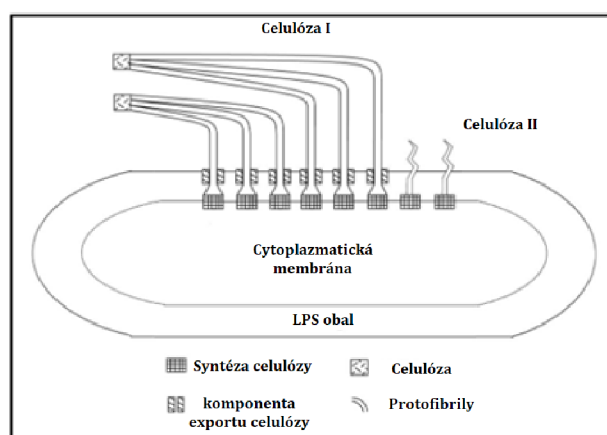 Celulóza I
Celulóza II
Cytoplazmatická
membrána
LPS obal
Syntéza celulózy
Celulóza
komponenta
exportu celulózy
Protofibrily